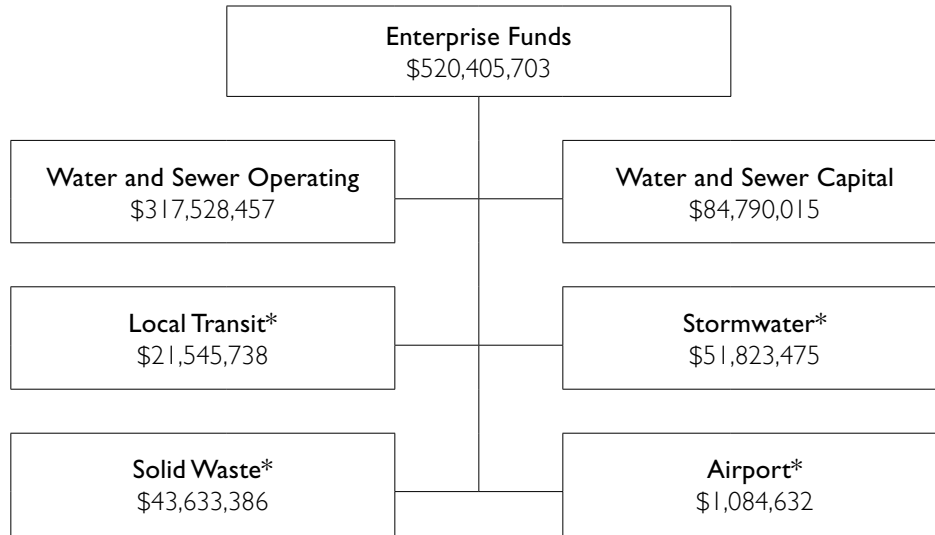 Enterprise Funds
$520,405,703
Water and Sewer Operating
$317,528,457
Water and Sewer Capital
$84,790,015
Local Transit*
$21,545,738
Stormwater*
$51,823,475
Solid Waste*
$43,633,386
Airport*
$1,084,632